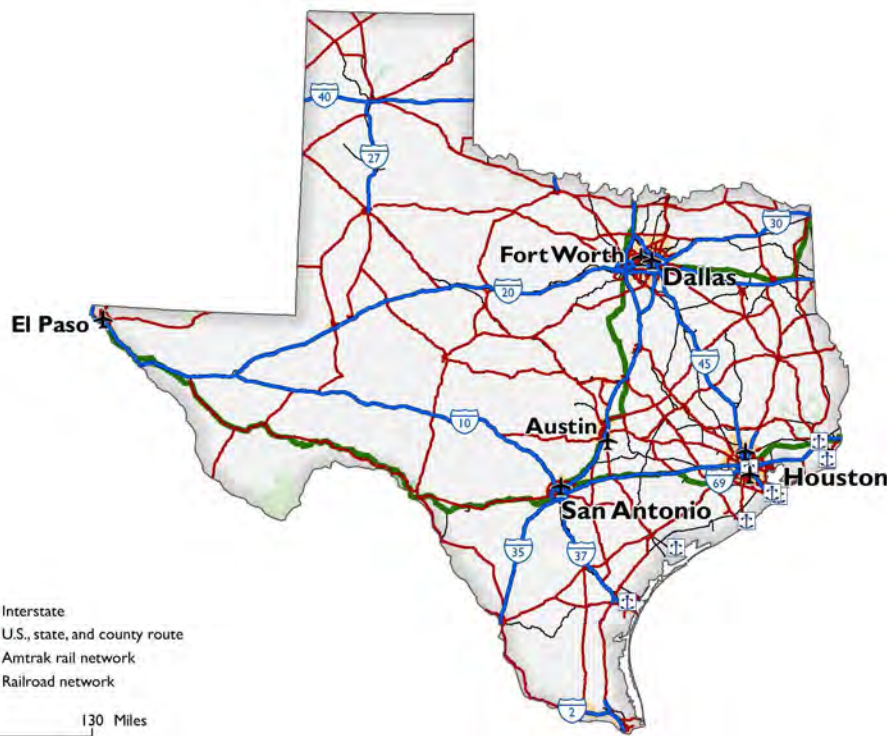 40
27
30
Fort Worth
Dallas
20
El Paso
45
10
Austin
69
Houston
San Antonio
35
37
Interstate
U.S., state, and county route
Amtrak rail network
Railroad network
2
130 Miles